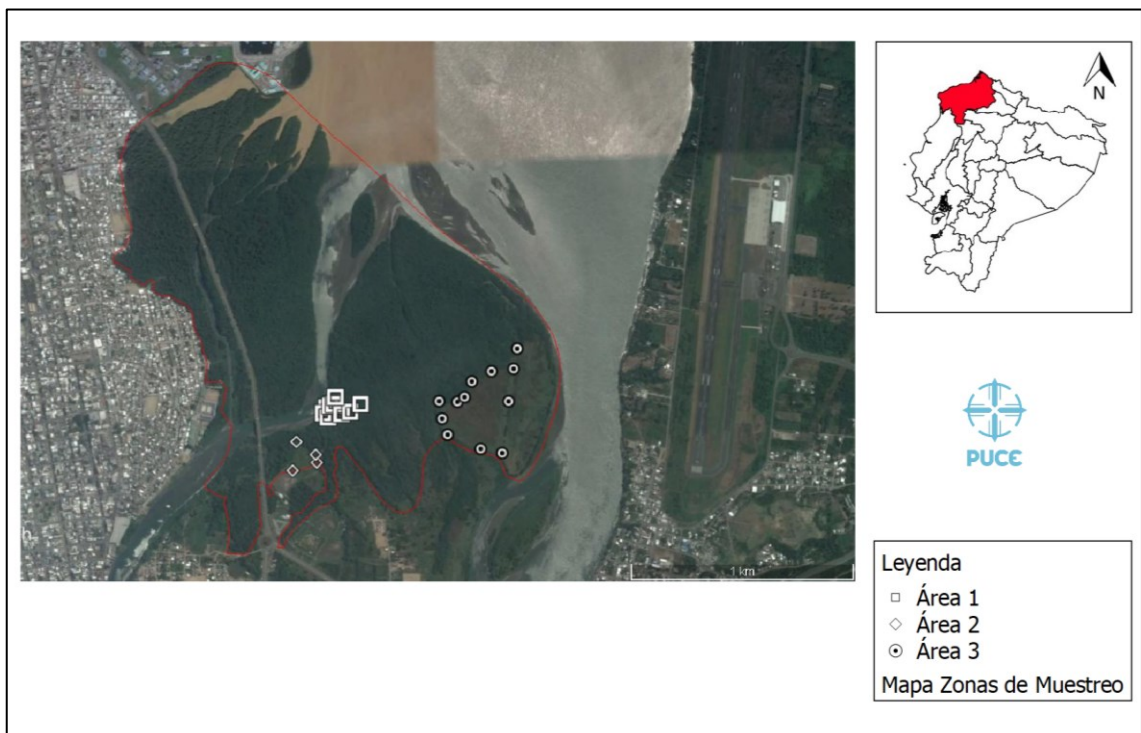 N
PUCE
1 km
Leyenda
Área 1
Área 2
Área 3
Mapa Zonas de Muestreo